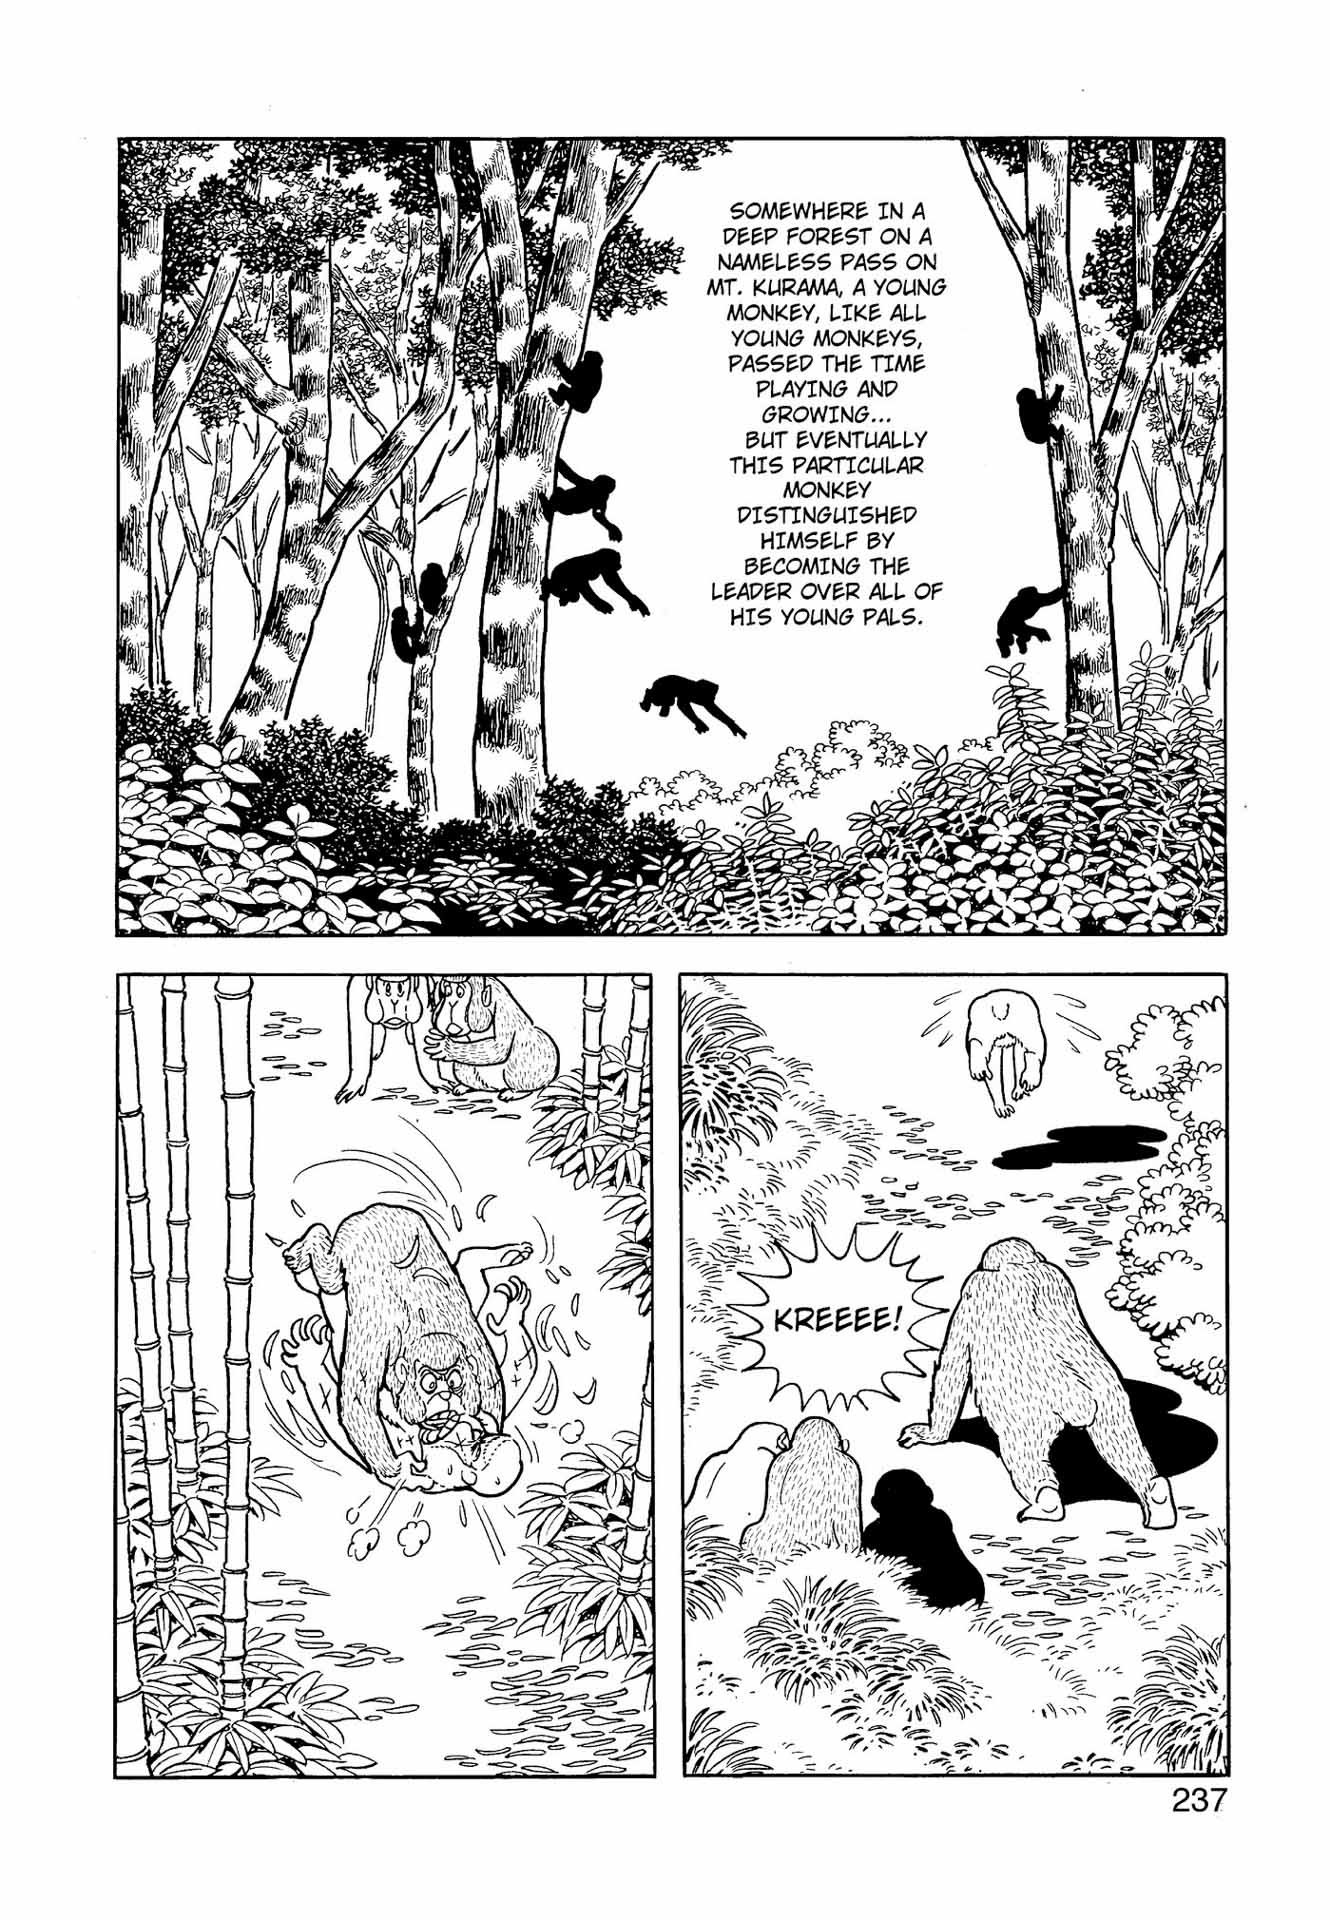 SOMEWHERE IN A
DEEP FOREST ON A
NAMELESS PASS ON
MT. KURAMA, A YOUNG
MONKEY, LIKE ALL
YOUNG MONKEYS,
PASSED THE TIME
PLAYING AND
GROWING...
BUT EVENTUALLY
THIS PARTICULAR
MONKEY
DISTINGUISHED
HIMSELF BY
BECOMING THE
LEADER OVER ALL OF
HIS YOUNG PALS.
KREEEE!
237